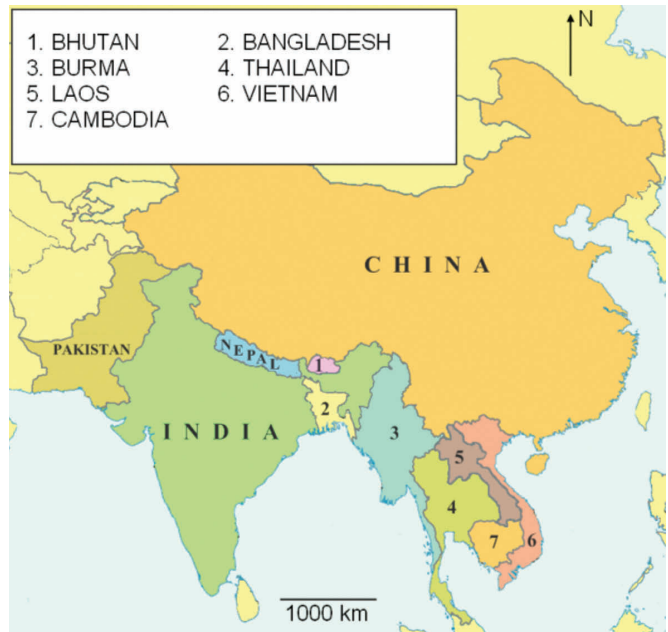 1. BHUTAN 2. BANGLADESH
3. BURMA 4. THAILAND
5. LAOS 6. VIETNAM
7. CAMBODIA
N
CHINA
PAKISTAN
NEPAL
1
2
INDIA
3
5
4
7
6
1000 km